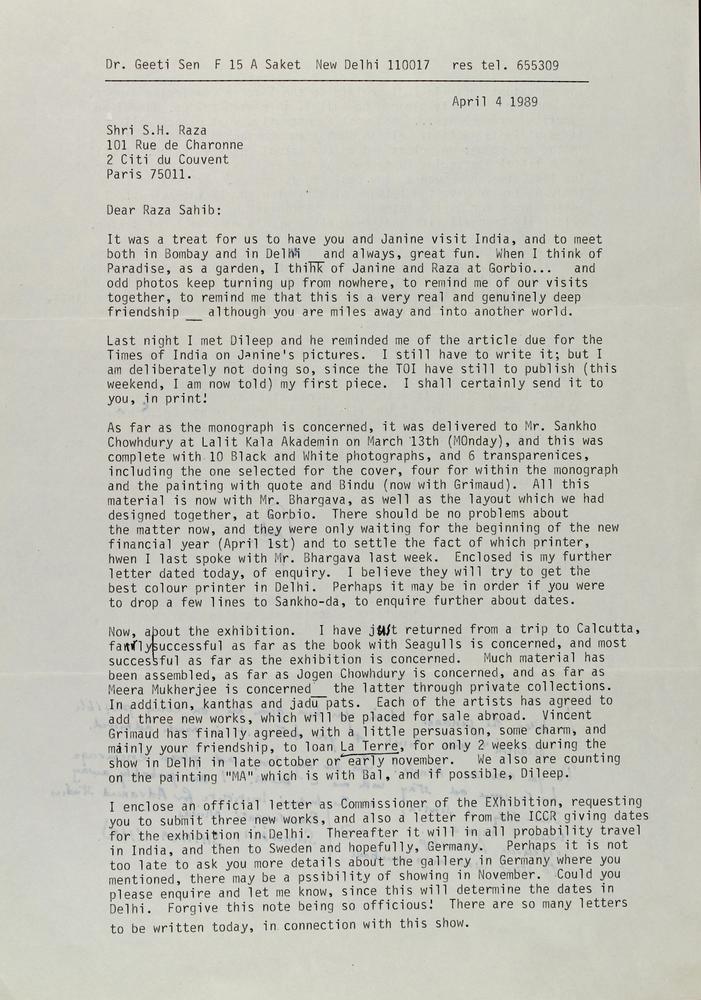 Dr. Geeti Sen F 15 A Saket New Delhi 110017 res tel. 655309
April 4 1989
Shri S.H. Raza
101 Rue de Charonne
2 Citi du Couvent
Paris 75011.
Dear Raza Sahib:
It was a treat for us to have you and Janine visit India, and to meet
both in Bombay and in Delhi __ and always, great fun. When I think of
Paradise, as a garden, I think of Janine and Raza at Gorbio... and
odd photos keep turning up from nowhere, to remind me of our visits
together, to remind me that this is a very real and genuinely deep
friendship __ although you are miles away and into another world.
Last night I met Dileep and he reminded me of the article due for the
Times of India on Janine's pictures. I still have to write it; but I
am deliberately not doing so, since the TOI have still to publish (this
weekend, I am now told) my first piece. I shall certainly send it to
you, in print!
As far as the monograph is concerned, it was delivered to Mr. Sankho
Chowdhury at Lalit Kala Akademin on March 13th (MOnday), and this was
complete with 10 Black and White photographs, and 6 transparenices,
including the one selected for the cover, four for within the monograph
and the painting with quote and Bindu (now with Grimaud). All this
material is now with Mr. Bhargava, as well as the layout which we had
designed together, at Gorbio. There should be no problems about
the matter now, and they were only waiting for the beginning of the new
financial year (April 1st) and to settle the fact of which printer,
hwen I last spoke with Mr. Bhargava last week. Enclosed is my further
letter dated today, of enquiry. I believe they will try to get the
best colour printer in Delhi. Perhaps it may be in order if you were
to drop a few lines to Sankho-da, to enquire further about dates.
Now, about the exhibition. I have just returned from a trip to Calcutta,
fairly successful as far as the book with Seagulls is concerned, and most
successful as far as the exhibition is concerned. Much material has
been assembled, as far as Jogen Chowdhury is concerned, and as far as
Meera Mukherjee is concerned__ the latter through private collections.
In addition, kanthas and jadu pats. Each of the artists has agreed to
add three new works, which will be placed for sale abroad. Vincent
Grimaud has finally agreed, with a little persuasion, some charm, and
mainly your friendship, to loan La Terre, for only 2 weeks during the
show in Delhi in late october or early november. We also are counting
on the painting "MA" which is with Bal, and if possible, Dileep.
I enclose an official letter as Commissioner of the EXhibition, requesting
you to submit three new works, and also a letter from the ICCR giving dates
for the exhibition in Delhi. Thereafter it will in all probability travel
in India, and then to Sweden and hopefully, Germany. Perhaps it is not
too late to ask you more details about the gallery in Germany where you
mentioned, there may be a pssibility of showing in November. Could you
please enquire and let me know, since this will determine the dates in
Delhi. Forgive this note being so officious! There are so many letters
to be written today, in connection with this show.